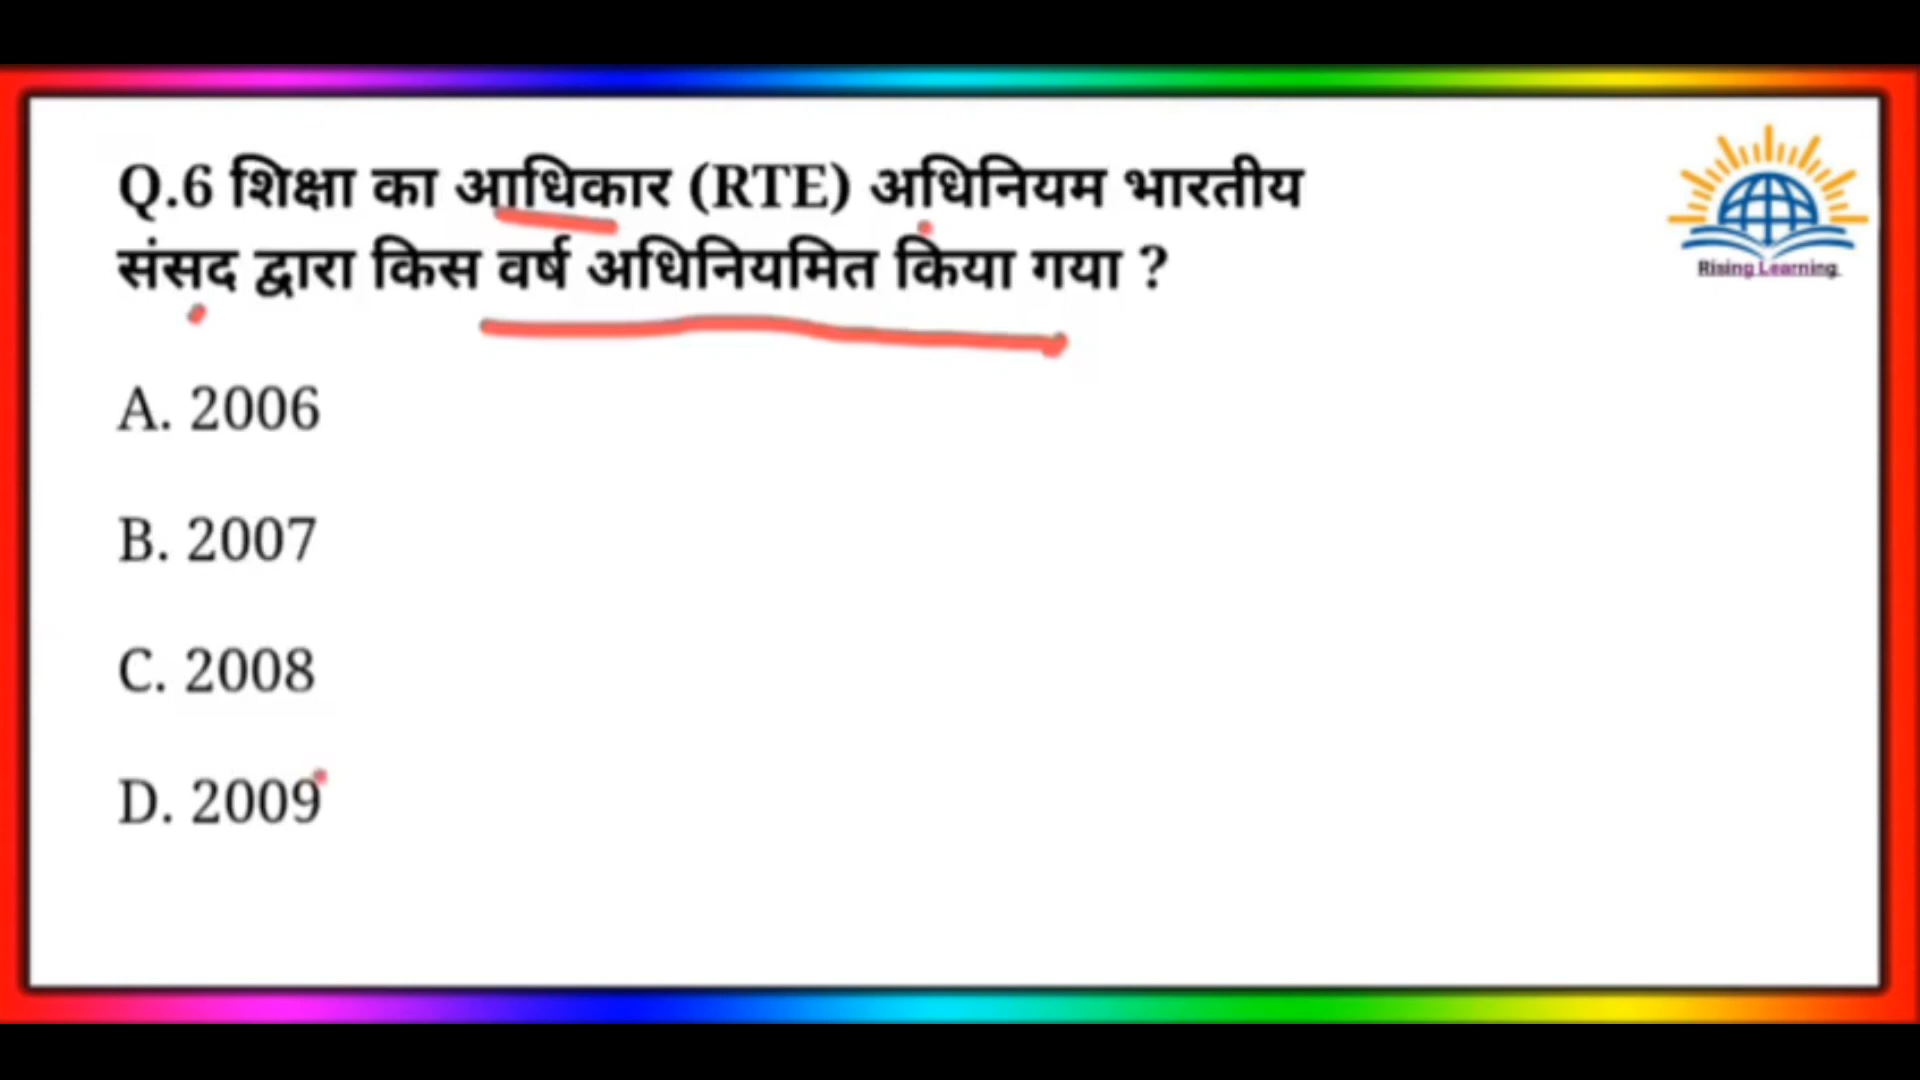 Q.6 शिक्षा का आधिकार (RTE) अधिनियम भारतीय
संसद द्वारा किस वर्ष अधिनियमित किया गया ?
A. 2006
B. 2007
C. 2008
D. 2009
Rising Learning.